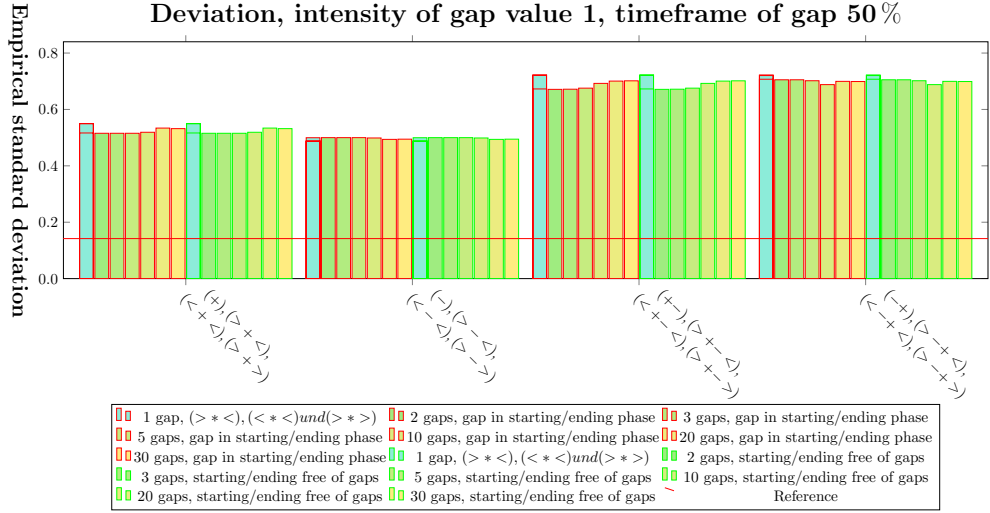 Deviation, intensity of gap value 1, timeframe of gap 50 %
Empirical standard deviation
0.8
0.6
0.4
0.2
0.0
(+), (> + <),
(< + <), (> + >)
(−), (> − <),
(< − <), (> − >)
(+−), (> + − <),
(< + − <), (> + − >)
(−+), (> − + <),
(< − + <), (> − + >)
1 gap, (> ∗ <), (< ∗ <)und(> ∗ >) 2 gaps, gap in starting/ending phase 3 gaps, gap in starting/ending phase
5 gaps, gap in starting/ending phase 10 gaps, gap in starting/ending phase 20 gaps, gap in starting/ending phase
30 gaps, gap in starting/ending phase 1 gap, (> ∗ <), (< ∗ <)und(> ∗ >) 2 gaps, starting/ending free of gaps
3 gaps, starting/ending free of gaps 5 gaps, starting/ending free of gaps 10 gaps, starting/ending free of gaps
20 gaps, starting/ending free of gaps 30 gaps, starting/ending free of gaps Reference